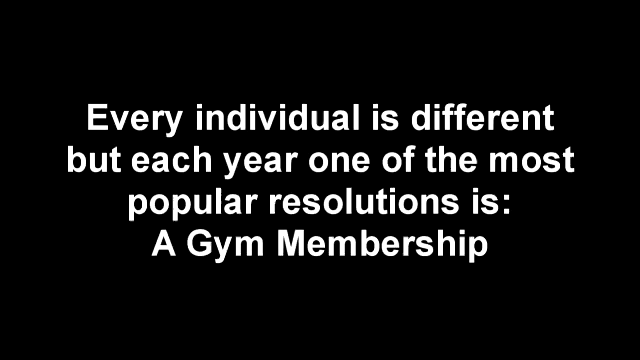 Every individual is different
but each year one of the most
popular resolutions is:
A Gym Membership